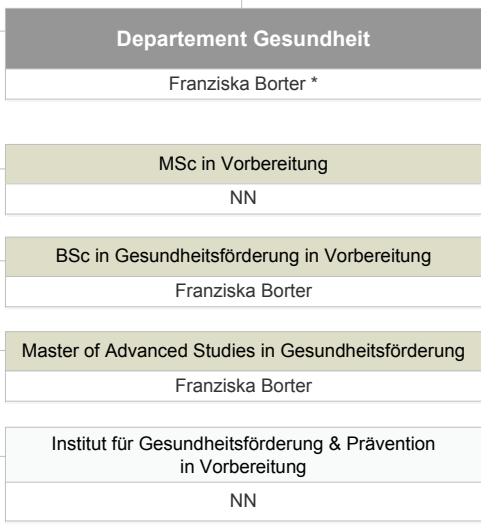 Departement Gesundheit
Franziska Borter *
MSc in Vorbereitung
NN
BSc in Gesundheitsförderung in Vorbereitung
Franziska Borter
Master of Advanced Studies in Gesundheitsförderung
Franziska Borter
Institut für Gesundheitsförderung & Prävention
in Vorbereitung
NN